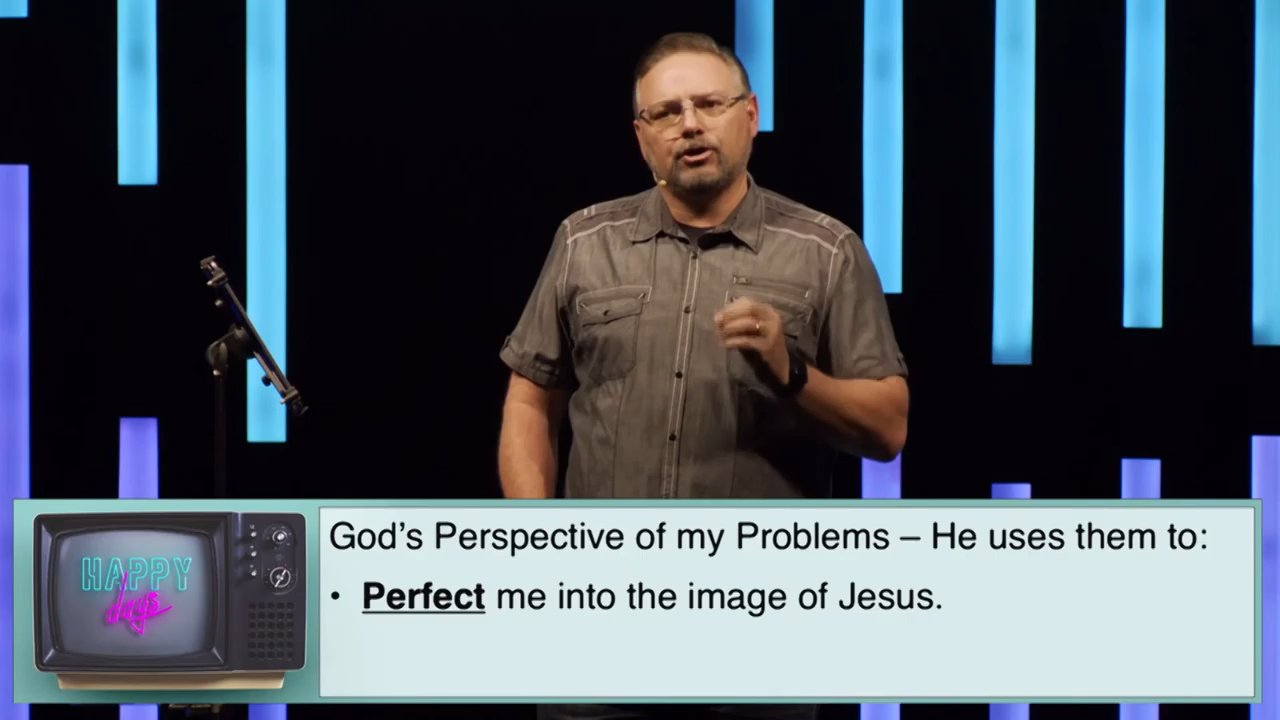 HAPPY
days
God’s Perspective of my Problems – He uses them to:
• Perfect me into the image of Jesus.